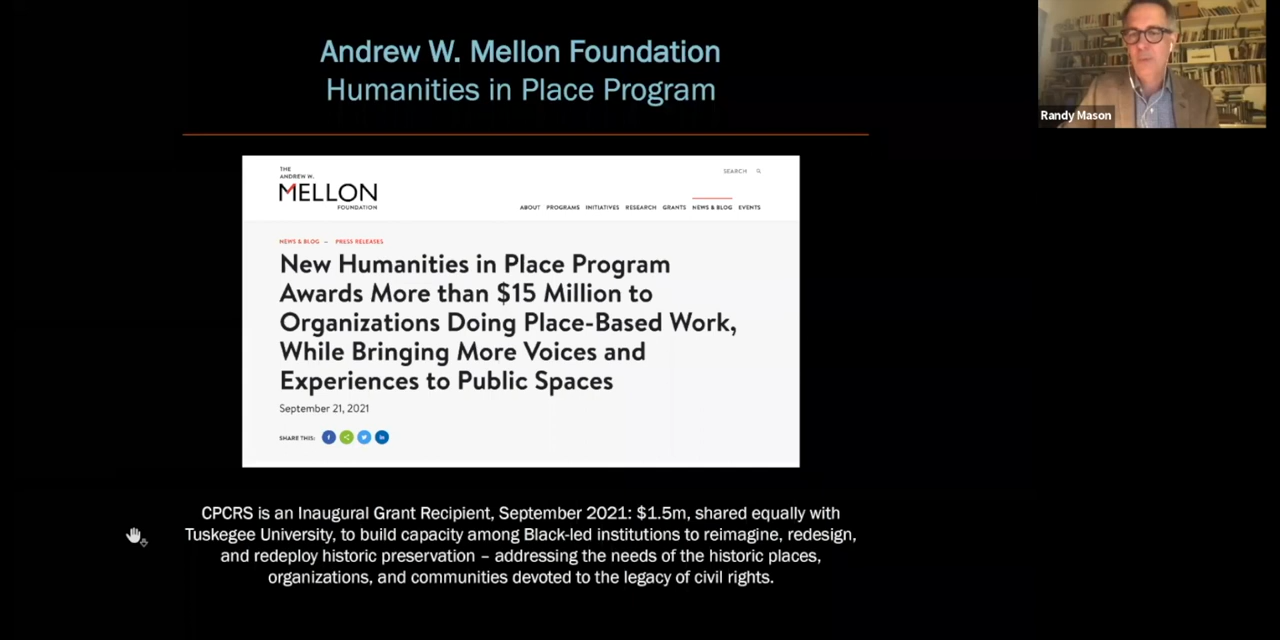 Andrew W. Mellon Foundation
Humanities in Place Program
Randy Mason
THE
ANDREW W.
MELLON
FOUNDATION
SEARCH
ABOUT PROGRAMS INITIATIVES RESEARCH GRANTS NEWS & BLOG EVENTS
NEWS & BLOG – PRESS RELEASES
New Humanities in Place Program
Awards More than $15 Million to
Organizations Doing Place-Based Work,
While Bringing More Voices and
Experiences to Public Spaces
September 21, 2021
SHARE THIS:
CPCRS is an Inaugural Grant Recipient, September 2021: $1.5m, shared equally with
Tuskegee University, to build capacity among Black-led institutions to reimagine, redesign,
and redeploy historic preservation – addressing the needs of the historic places,
organizations, and communities devoted to the legacy of civil rights.